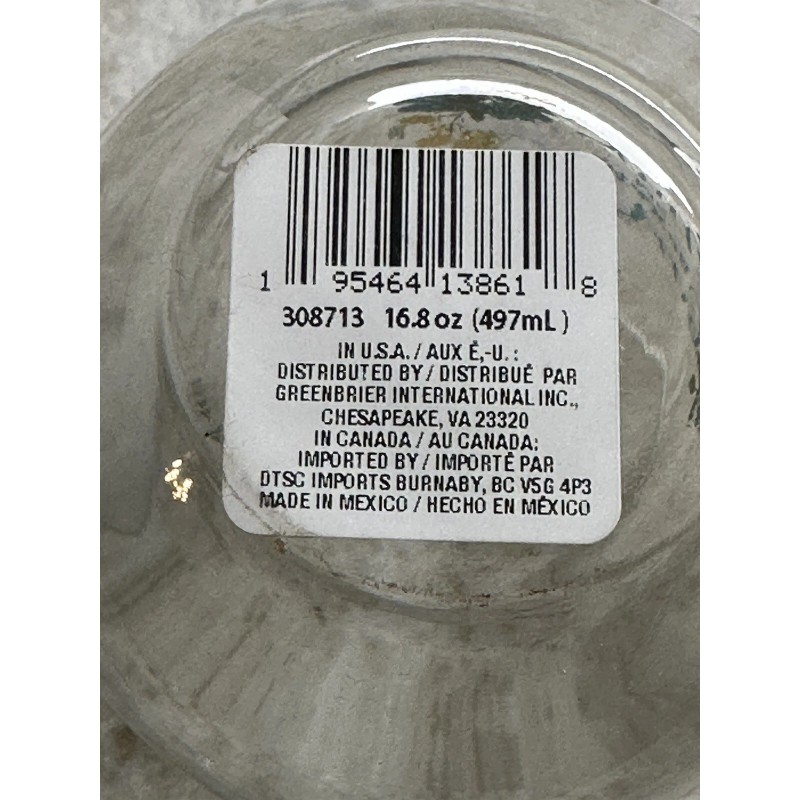 1 95464 13861 8
308713 16.8 oz (497mL)
IN U.S.A. / AUX É,-U. :
DISTRIBUTED BY / DISTRIBUÉ PAR
GREENBRIER INTERNATIONAL INC.,
CHESAPEAKE, VA 23320
IN CANADA / AU CANADA:
IMPORTED BY / IMPORTÉ PAR
DTSC IMPORTS BURNABY, BC V5G 4P3
MADE IN MEXICO / HECHO EN MÉXICO